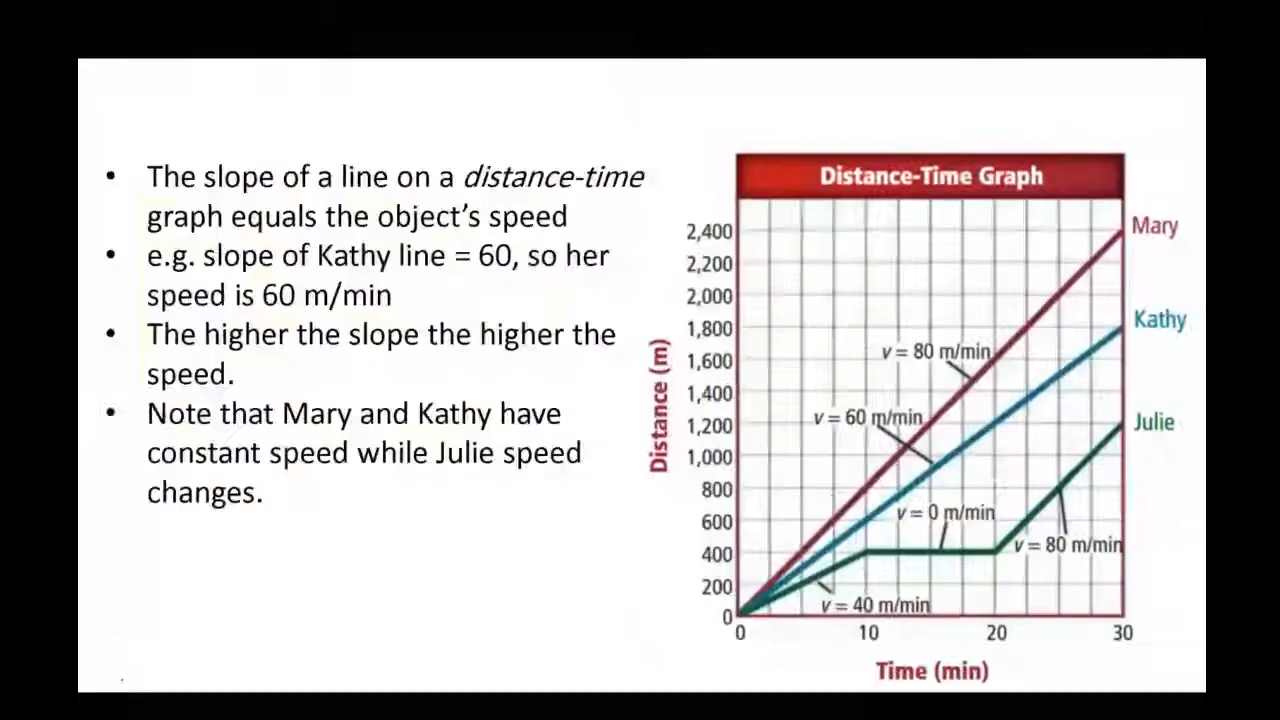 • The slope of a line on a distance-time
graph equals the object’s speed
• e.g. slope of Kathy line = 60, so her
speed is 60 m/min
• The higher the slope the higher the
speed.
• Note that Mary and Kathy have
constant speed while Julie speed
changes.
Distance-Time Graph
Distance (m)
2,400
2,200
2,000
1,800
1,600
1,400
1,200
1,000
800
600
400
200
0
Mary
Kathy
Julie
v = 80 m/min
v = 60 m/min
v = 0 m/min
v = 80 m/min
v = 40 m/min
0 10 20 30
Time (min)